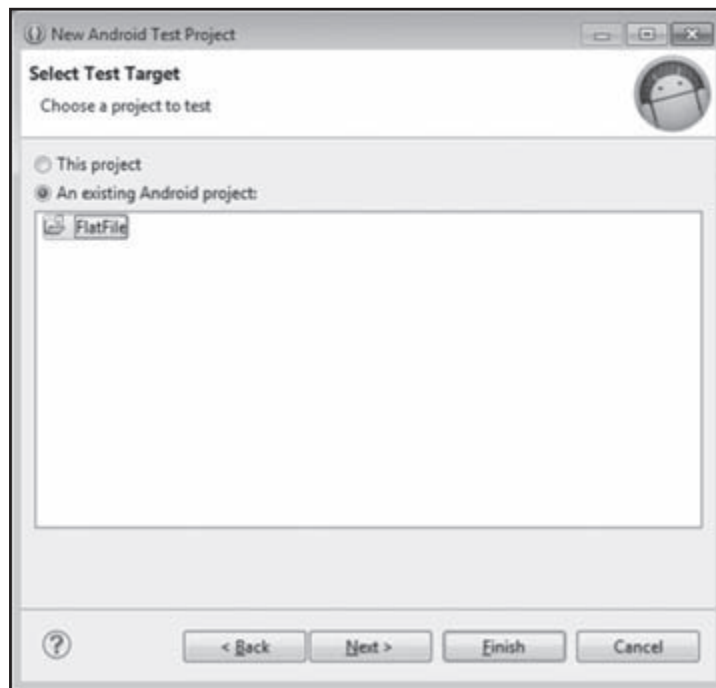 New Android Test Project
Select Test Target
Choose a project to test
This project
An existing Android project:
FlatFile
?
< Back
Next >
Finish
Cancel